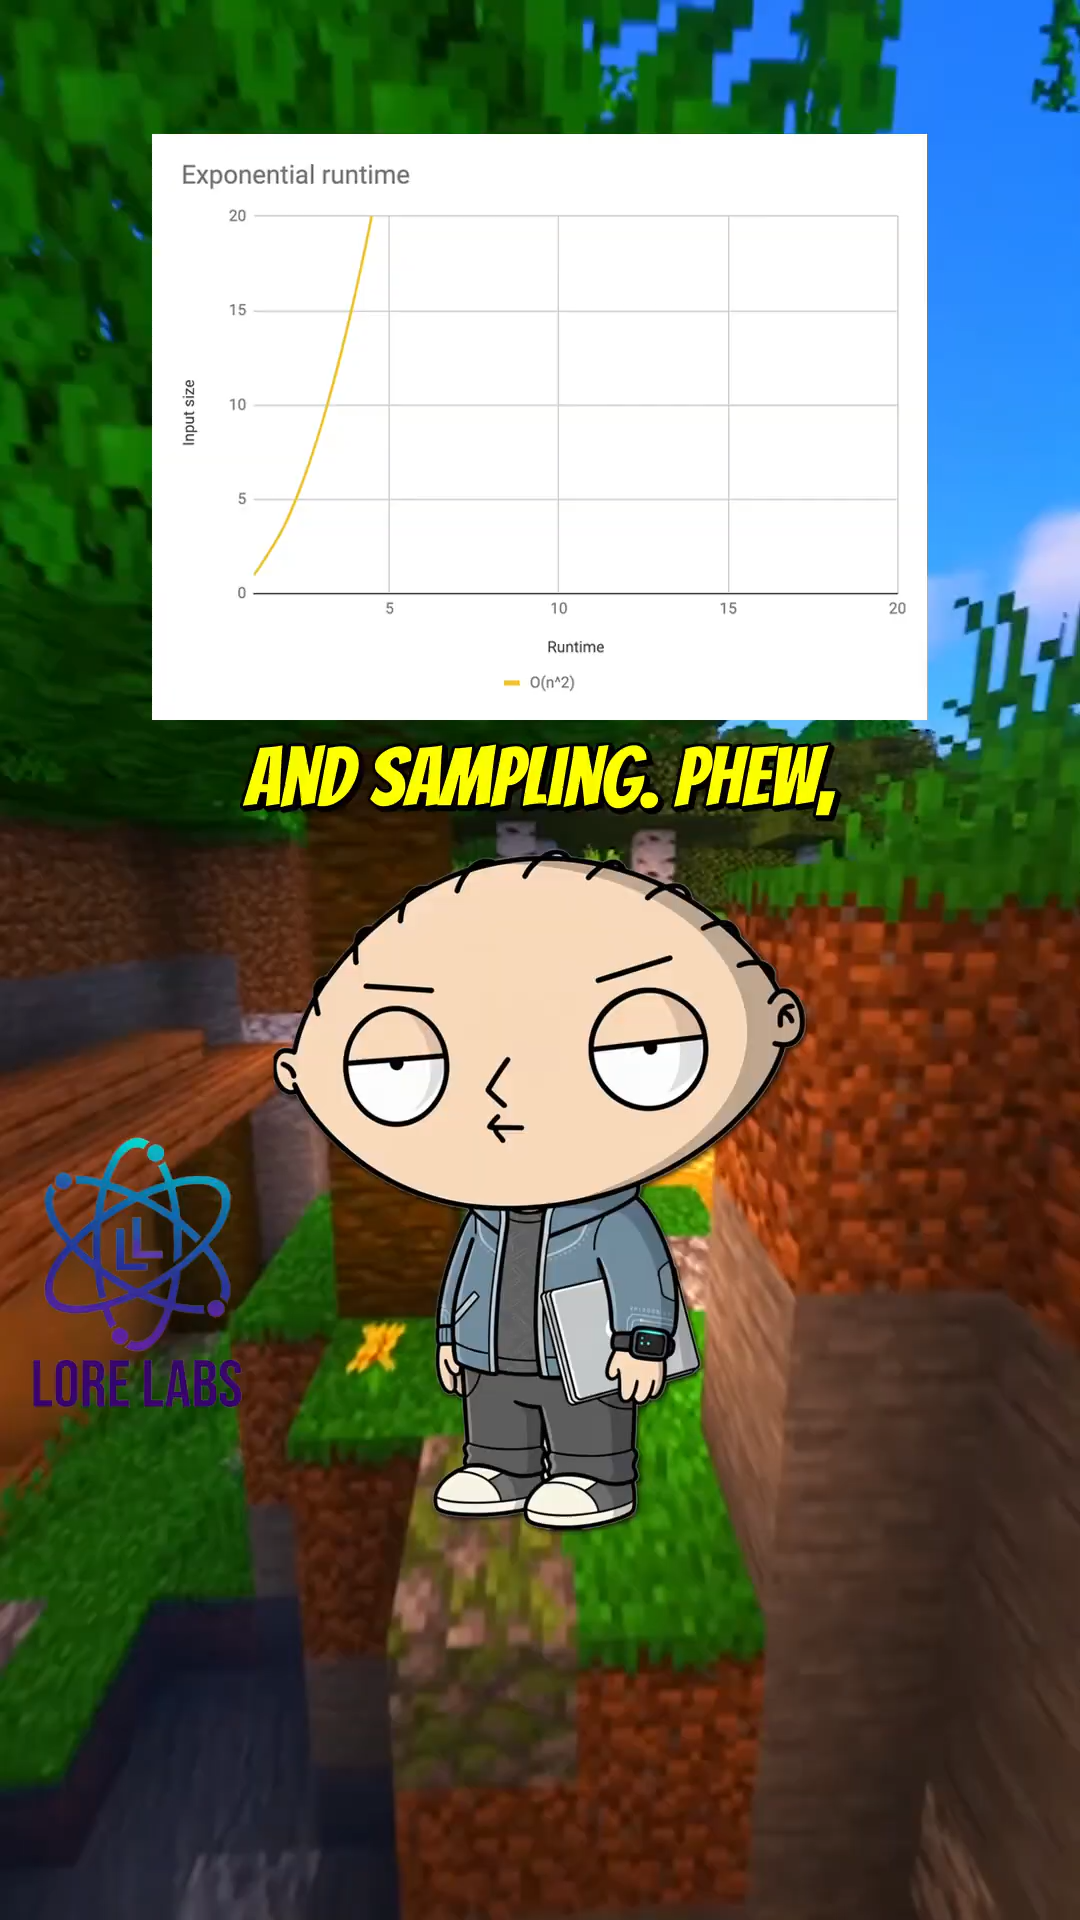 Exponential runtime
20
15
10
5
0
Input size
5 10 15 20
Runtime
O(n^2)
AND SAMPLING. PHEW,
LL
LORE LABS